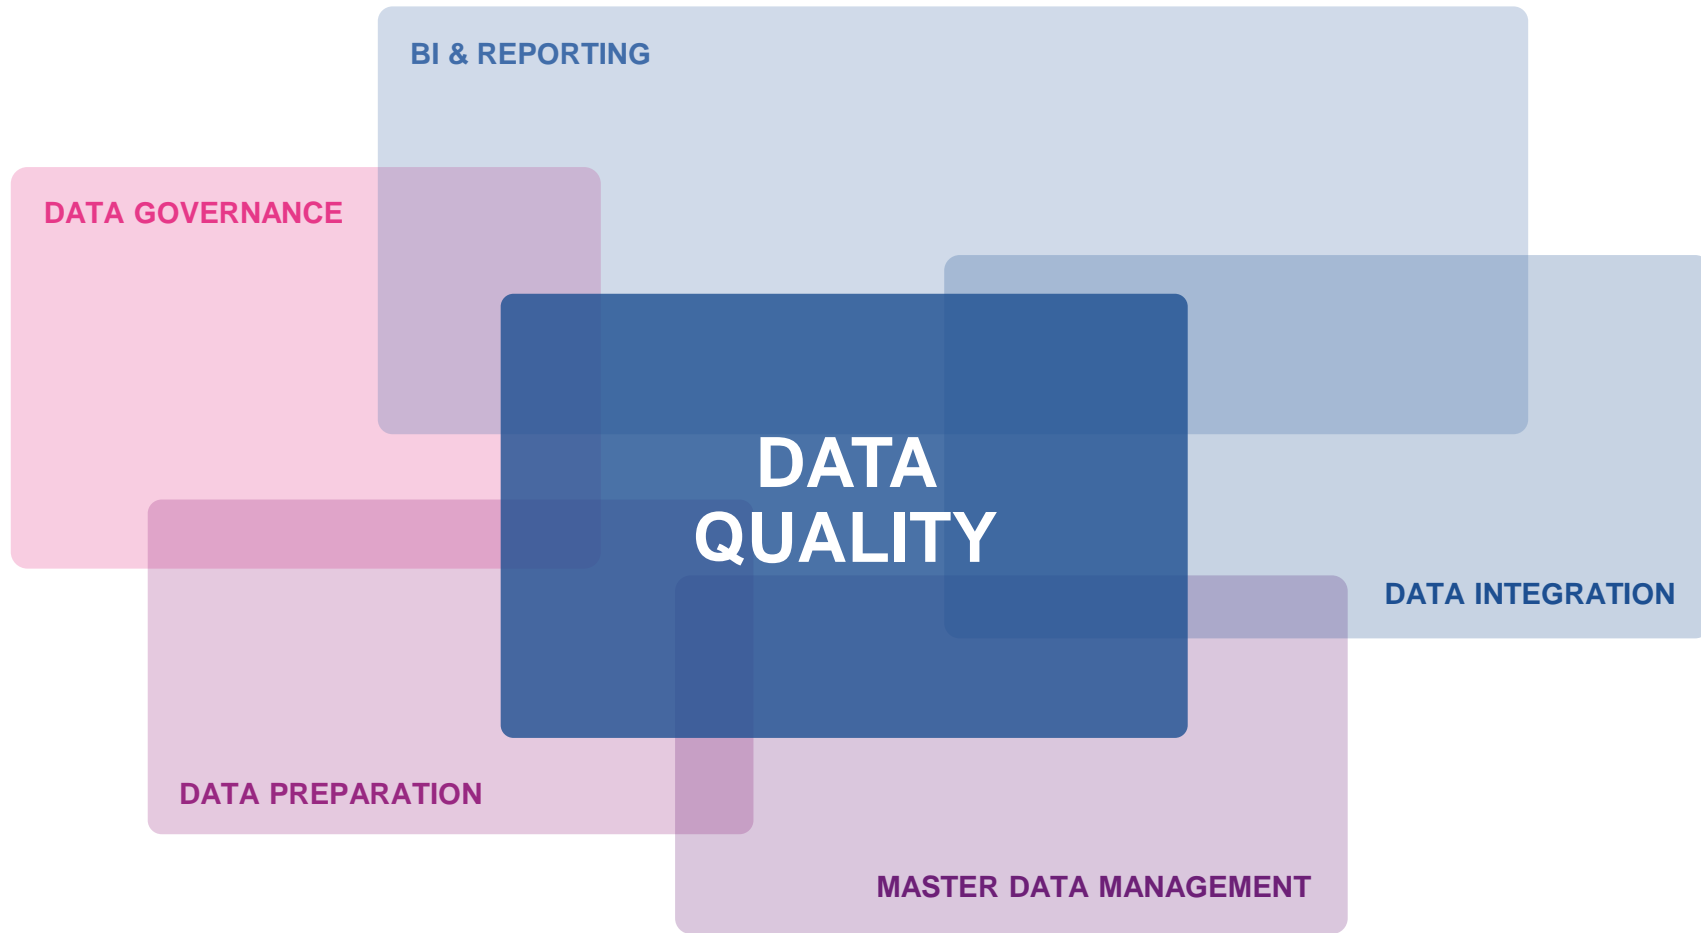 BI & REPORTING
DATA GOVERNANCE
DATA
QUALITY
DATA INTEGRATION
DATA PREPARATION
MASTER DATA MANAGEMENT